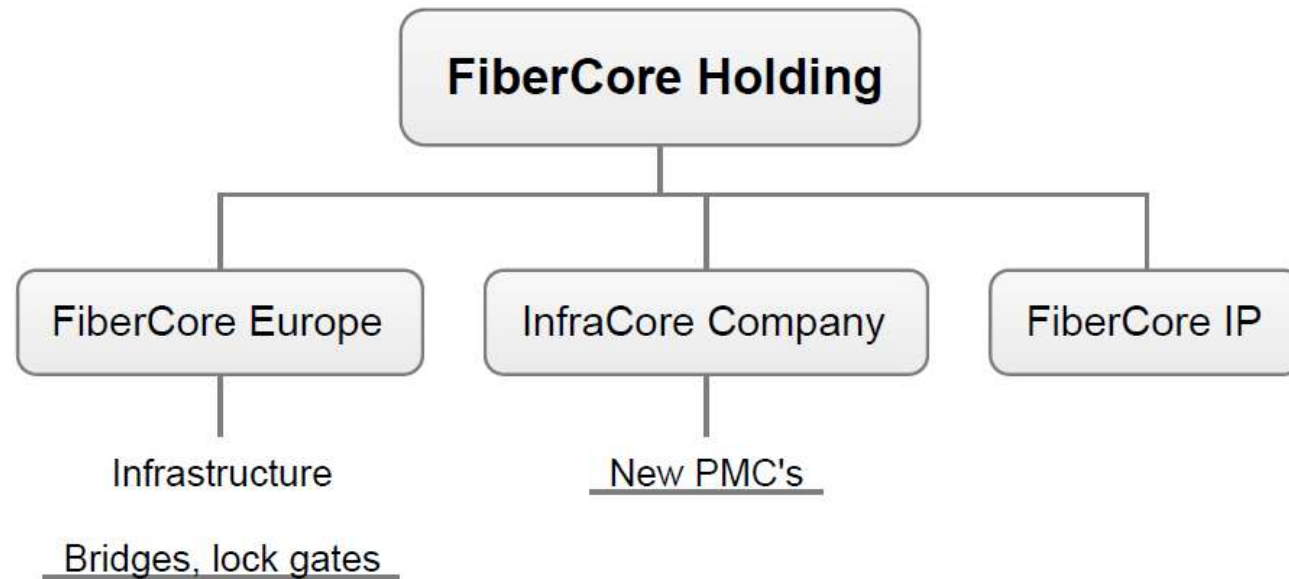 FiberCore Holding
FiberCore Europe
InfraCore Company
FiberCore IP
Infrastructure
New PMC's
Bridges, lock gates